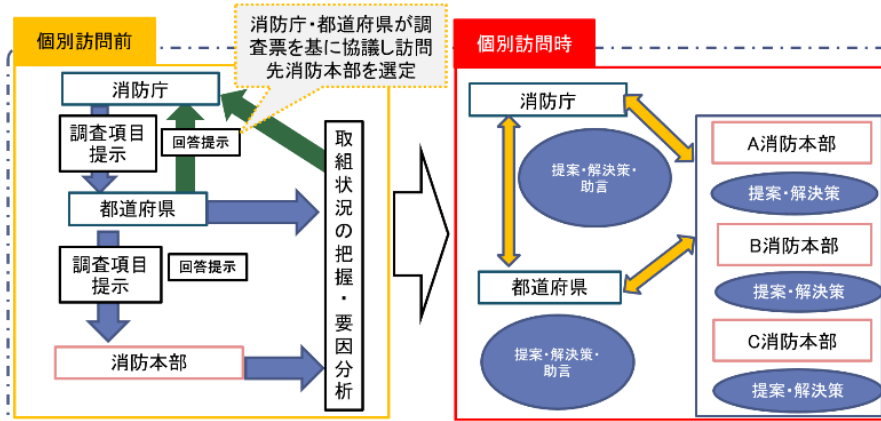 個別訪問前
消防庁・都道府県が調
査票を基に協議し訪問
先消防本部を選定
消防庁
調査項目
提示
回答提示
都道府県
調査項目
提示
回答提示
消防本部
取組状況の把握・要因分析
個別訪問時
消防庁
提案・解決策・
助言
都道府県
提案・解決策・
助言
A消防本部
提案・解決策
B消防本部
提案・解決策
C消防本部
提案・解決策